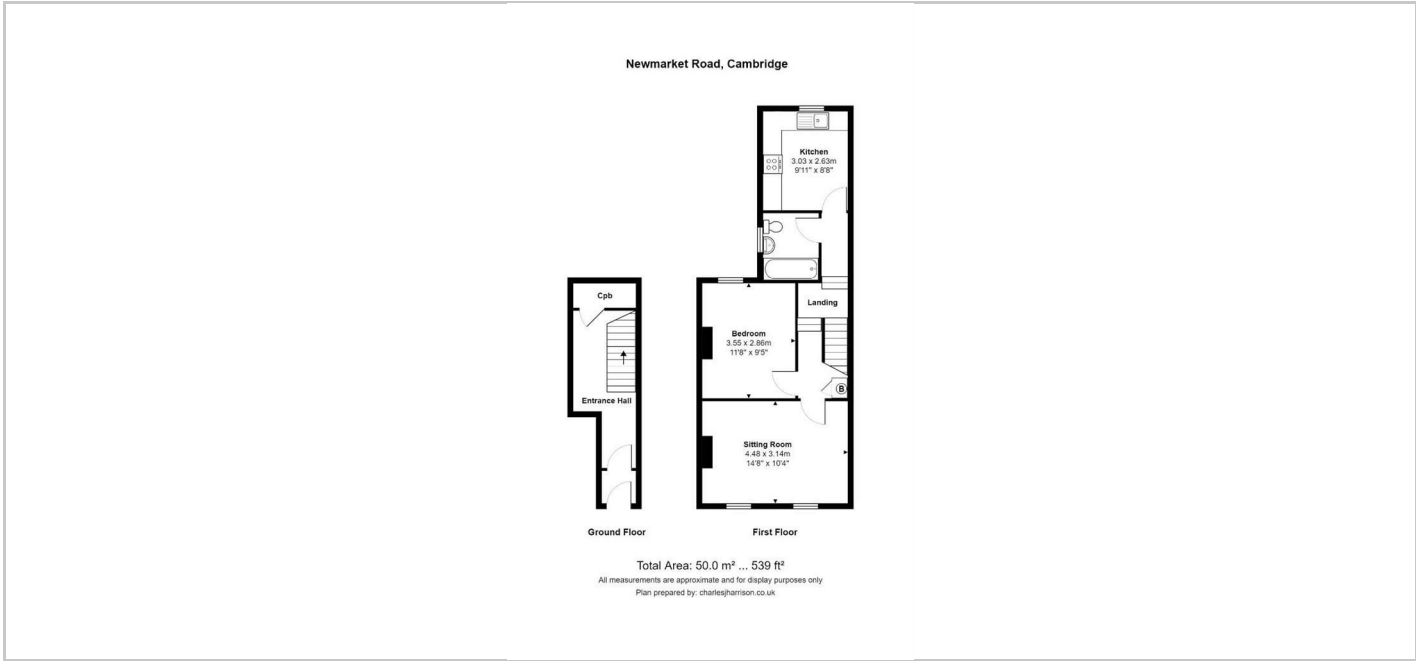 Newmarket Road, Cambridge
Kitchen
3.03 x 2.63m
9'11" x 8'8"
Cpb
Landing
Bedroom
3.55 x 2.86m
11'8" x 9'5"
B
Entrance Hall
Sitting Room
4.48 x 3.14m
14'8" x 10'4"
Ground Floor
First Floor
Total Area: 50.0 m² ... 539 ft²
All measurements are approximate and for display purposes only
Plan prepared by: charlesjharrison.co.uk